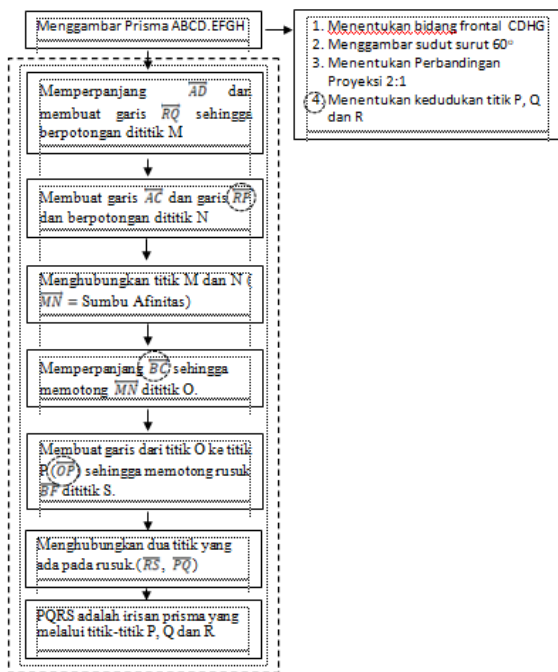 Menggambar Prisma ABCD.EFGH
1. Menentukan bidang frontal CDHG
2. Menggambar sudut surut 60°
3. Menentukan Perbandingan
Proyeksi 2:1
4. Menentukan kedudukan titik P, Q
dan R
Memperpanjang AD dan
membuat garis RQ sehingga
berpotongan dititik M
Membuat garis AC dan garis RP
dan berpotongan dititik N
Menghubungkan titik M dan N (
MN = Sumbu Afinitas)
Memperpanjang BC sehingga
memotong MN dititik O.
Membuat garis dari titik O ke titik
P(OP) sehingga memotong rusuk
BF dititik S.
Menghubungkan dua titik yang
ada pada rusuk.(RS, PQ)
PQRS adalah irisan prisma yang
melalui titik-titik P, Q dan R